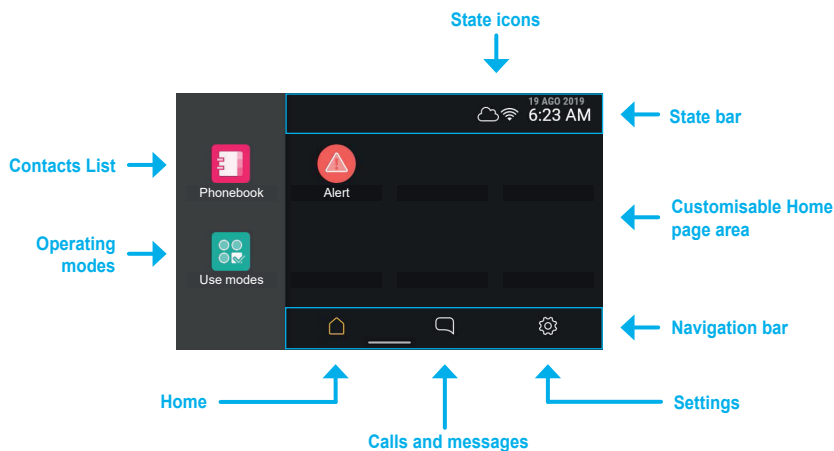 State icons
19 AGO 2019
6:23 AM
State bar
Contacts List
Phonebook
Alert
Customisable Home
page area
Operating
modes
Use modes
Navigation bar
Home
Settings
Calls and messages